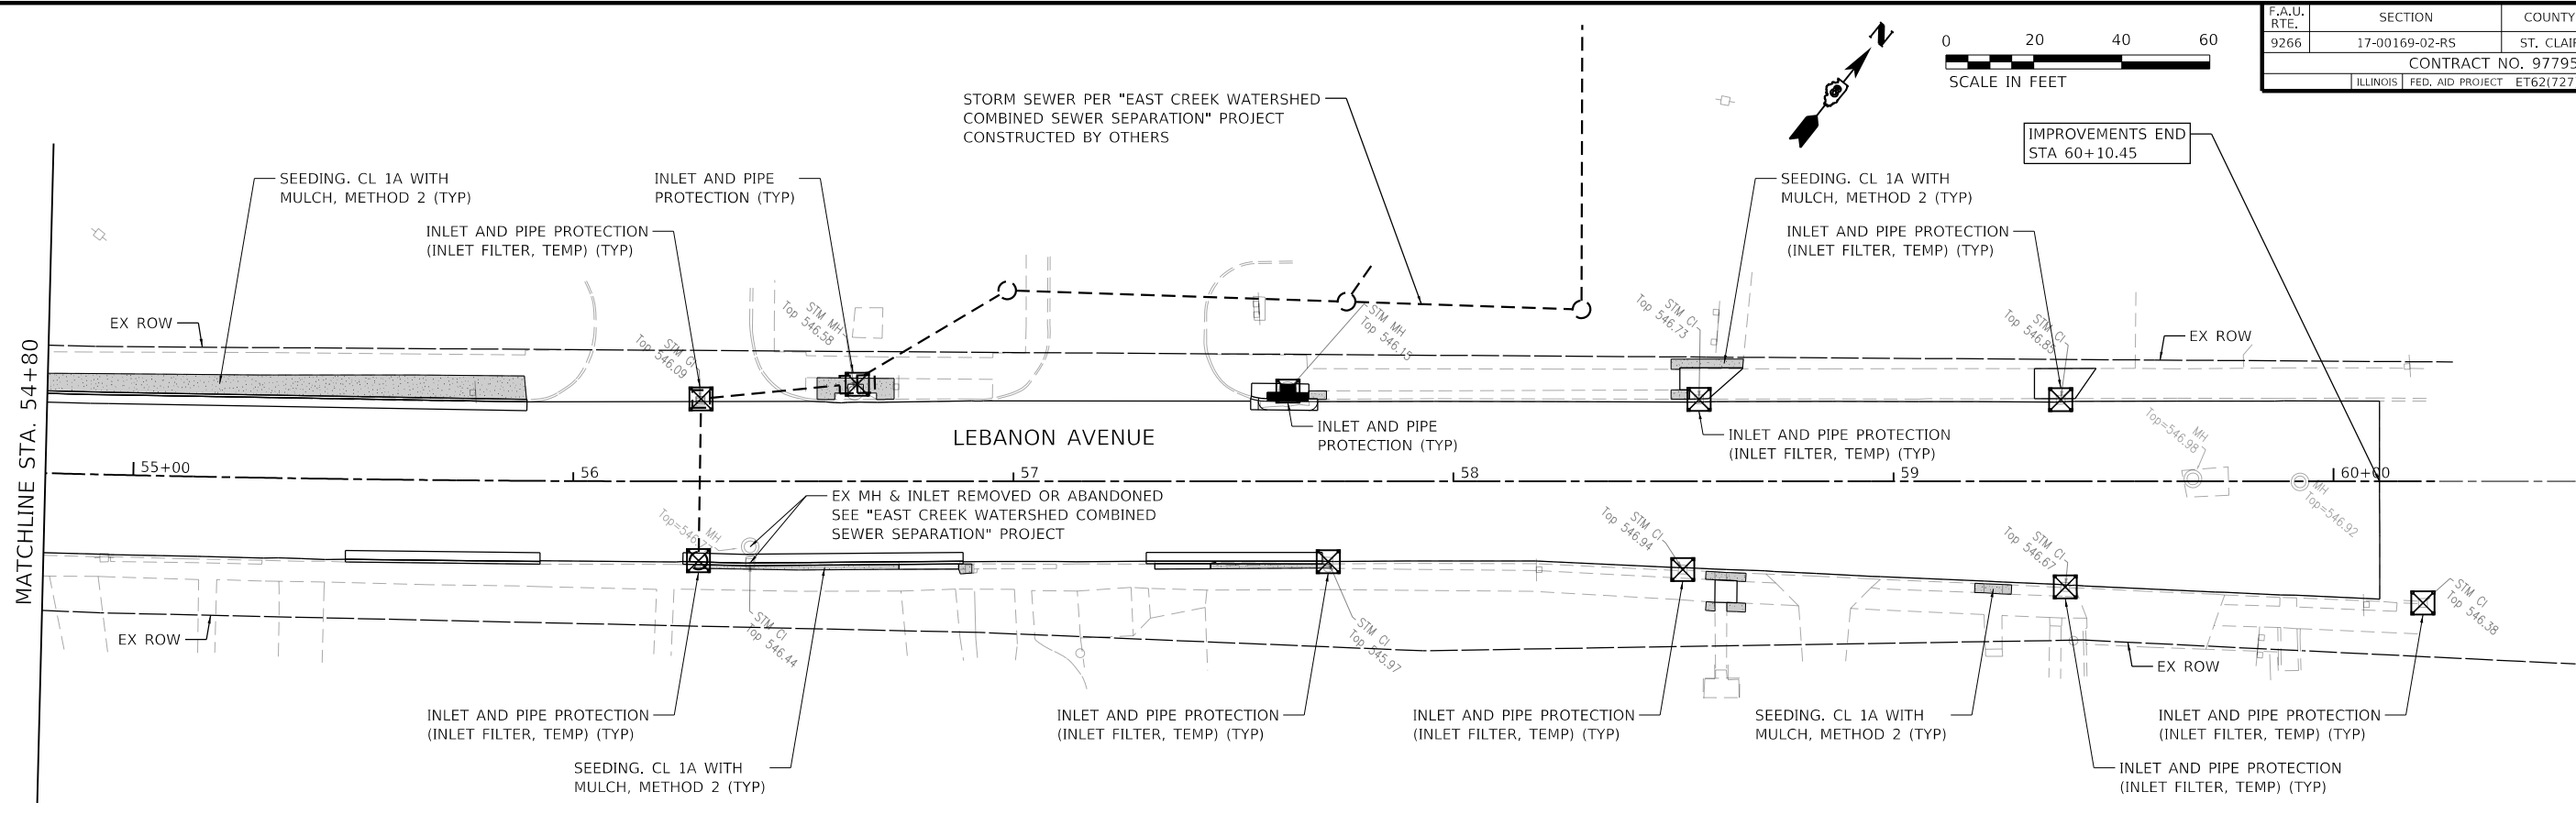 F.A.U.
RTE.
SECTION
COUNTY
9266
17-00169-02-RS
ST. CLAIR
CONTRACT NO. 97795
ILLINOIS
FED. AID PROJECT
ET62(727
N
0 20 40 60
SCALE IN FEET
STORM SEWER PER "EAST CREEK WATERSHED
COMBINED SEWER SEPARATION" PROJECT
CONSTRUCTED BY OTHERS
IMPROVEMENTS END
STA 60+10.45
SEEDING. CL 1A WITH
MULCH, METHOD 2 (TYP)
INLET AND PIPE
PROTECTION (TYP)
INLET AND PIPE PROTECTION
(INLET FILTER, TEMP) (TYP)
SEEDING. CL 1A WITH
MULCH, METHOD 2 (TYP)
INLET AND PIPE PROTECTION
(INLET FILTER, TEMP) (TYP)
EX ROW
STM CI
Top 546.09
STM MH
Top 546.58
STM MH
Top 546.15
STM CI
Top 546.73
STM CI
Top 546.85
EX ROW
MATCHLINE STA. 54+80
LEBANON AVENUE
INLET AND PIPE
PROTECTION (TYP)
INLET AND PIPE PROTECTION
(INLET FILTER, TEMP) (TYP)
MH
Top=546.98
55+00
56
57
58
59
60+00
MH
Top=546.92
EX MH & INLET REMOVED OR ABANDONED
SEE "EAST CREEK WATERSHED COMBINED
SEWER SEPARATION" PROJECT
MH
STM CI
Top 546.94
STM CI
Top 546.67
STM CI
Top 546.38
STM CI
Top 546.44
STM CI
Top 545.97
EX ROW
EX ROW
INLET AND PIPE PROTECTION
(INLET FILTER, TEMP) (TYP)
INLET AND PIPE PROTECTION
(INLET FILTER, TEMP) (TYP)
INLET AND PIPE PROTECTION
(INLET FILTER, TEMP) (TYP)
SEEDING. CL 1A WITH
MULCH, METHOD 2 (TYP)
INLET AND PIPE PROTECTION
(INLET FILTER, TEMP) (TYP)
SEEDING. CL 1A WITH
MULCH, METHOD 2 (TYP)
INLET AND PIPE PROTECTION
(INLET FILTER, TEMP) (TYP)